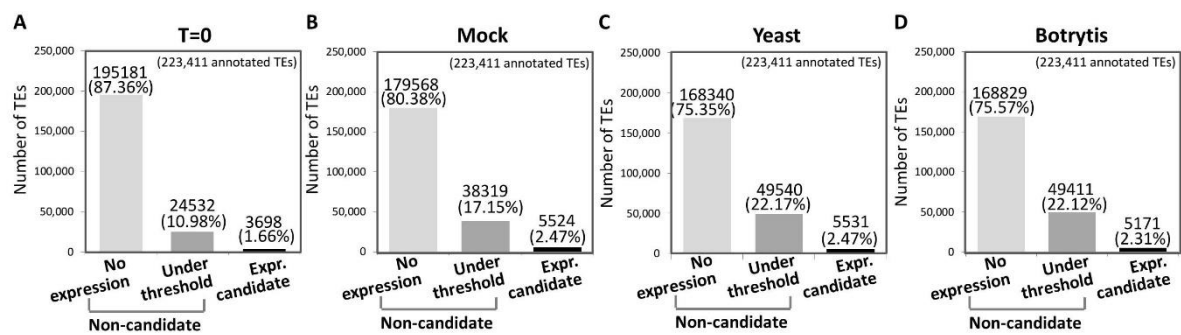 A
T=0
(223,411 annotated TEs)
Number of TEs
250,000
200,000
150,000
100,000
50,000
0
195181
(87.36%)
24532
(10.98%)
3698
(1.66%)
No
expression
Under
threshold
Expr.
candidate
Non-candidate
B
Mock
(223,411 annotated TEs)
Number of TEs
250,000
200,000
150,000
100,000
50,000
0
179568
(80.38%)
38319
(17.15%)
5524
(2.47%)
No
expression
Under
threshold
Expr.
candidate
Non-candidate
C
Yeast
(223,411 annotated TEs)
Number of TEs
250,000
200,000
150,000
100,000
50,000
0
168340
(75.35%)
49540
(22.17%)
5531
(2.47%)
No
expression
Under
threshold
Expr.
candidate
Non-candidate
D
Botrytis
(223,411 annotated TEs)
Number of TEs
250,000
200,000
150,000
100,000
50,000
0
168829
(75.57%)
49411
(22.12%)
5171
(2.31%)
No
expression
Under
threshold
Expr.
candidate
Non-candidate